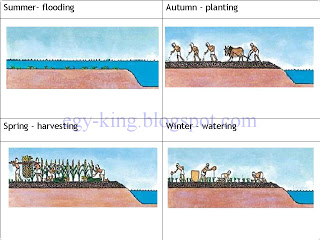 Summer- flooding
Autumn - planting
egy-king.blogspot.com
Spring - harvesting
Winter - watering